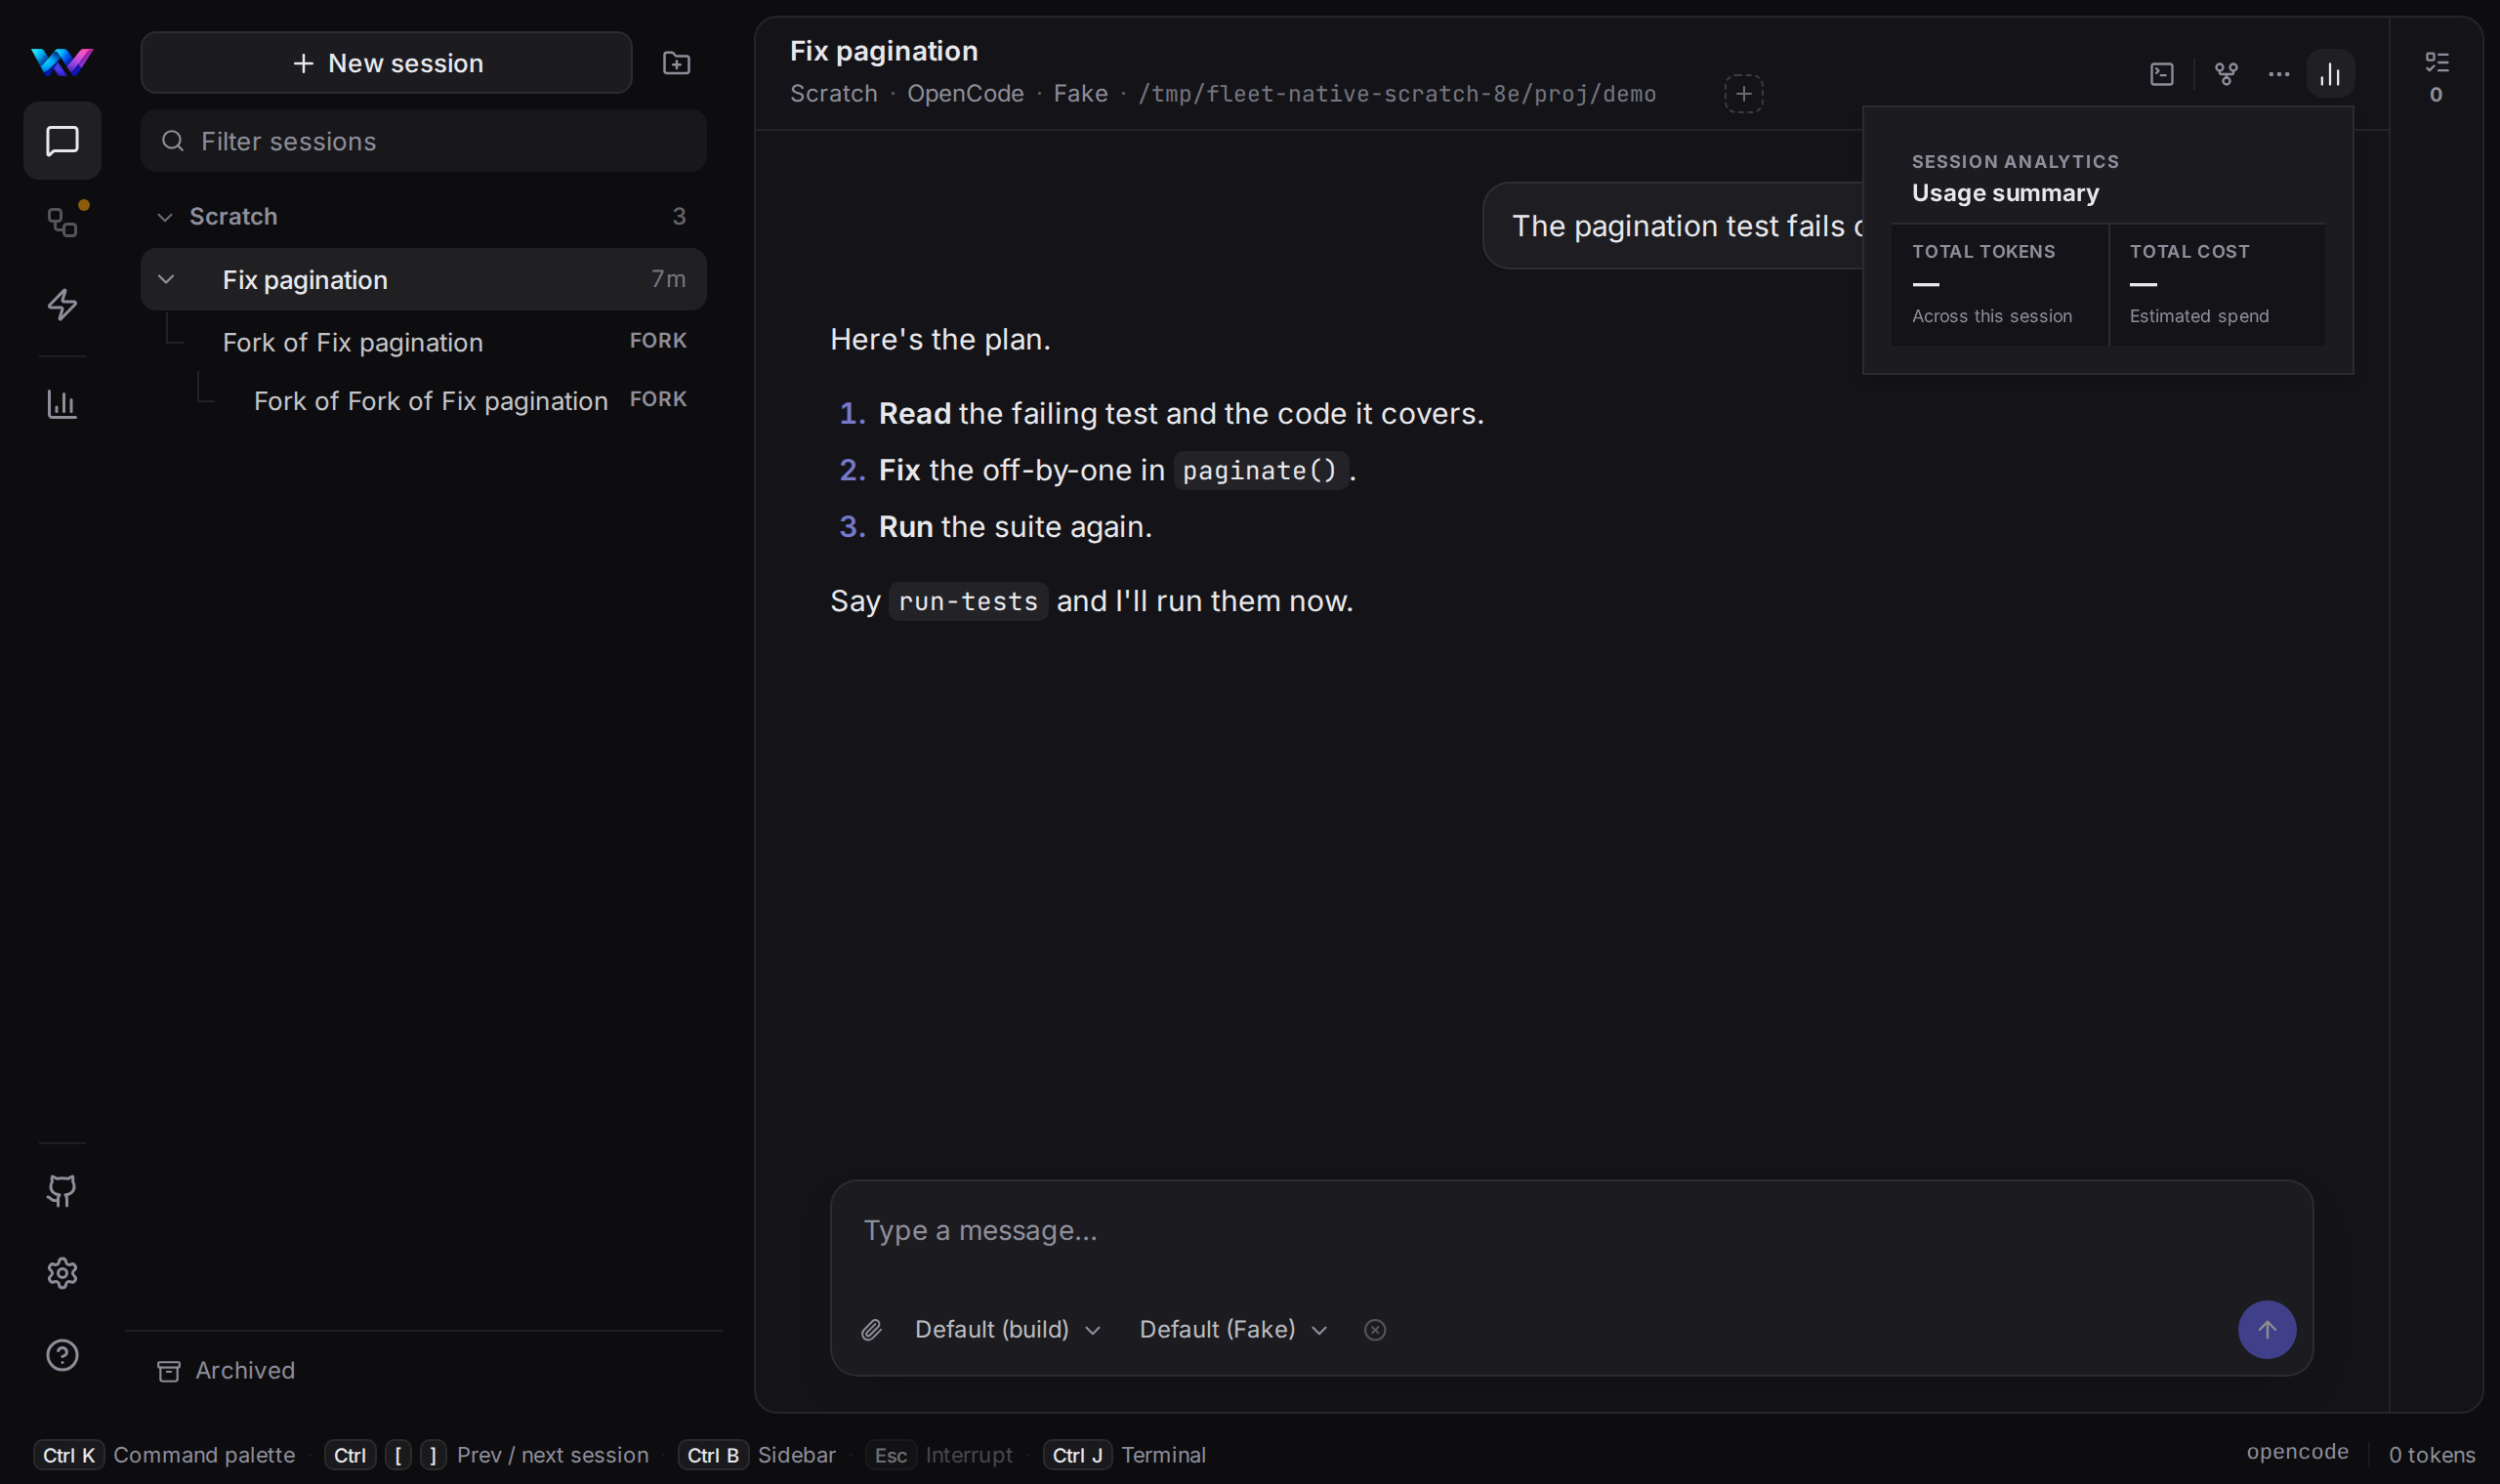 New session
Filter sessions
Scratch 3
Fix pagination 7m
Fork of Fix pagination FORK
Fork of Fork of Fix pagination FORK
Archived
Fix pagination
Scratch · OpenCode · Fake · /tmp/fleet-native-scratch-8e/proj/demo
0
SESSION ANALYTICS
Usage summary
TOTAL TOKENS TOTAL COST
— —
Across this session Estimated spend
The pagination test fails
Here's the plan.
1. Read the failing test and the code it covers.
2. Fix the off-by-one in paginate().
3. Run the suite again.
Say run-tests and I'll run them now.
Type a message...
Default (build) Default (Fake)
Ctrl K Command palette · Ctrl [ ] Prev / next session · Ctrl B Sidebar · Esc Interrupt · Ctrl J Terminal
opencode 0 tokens